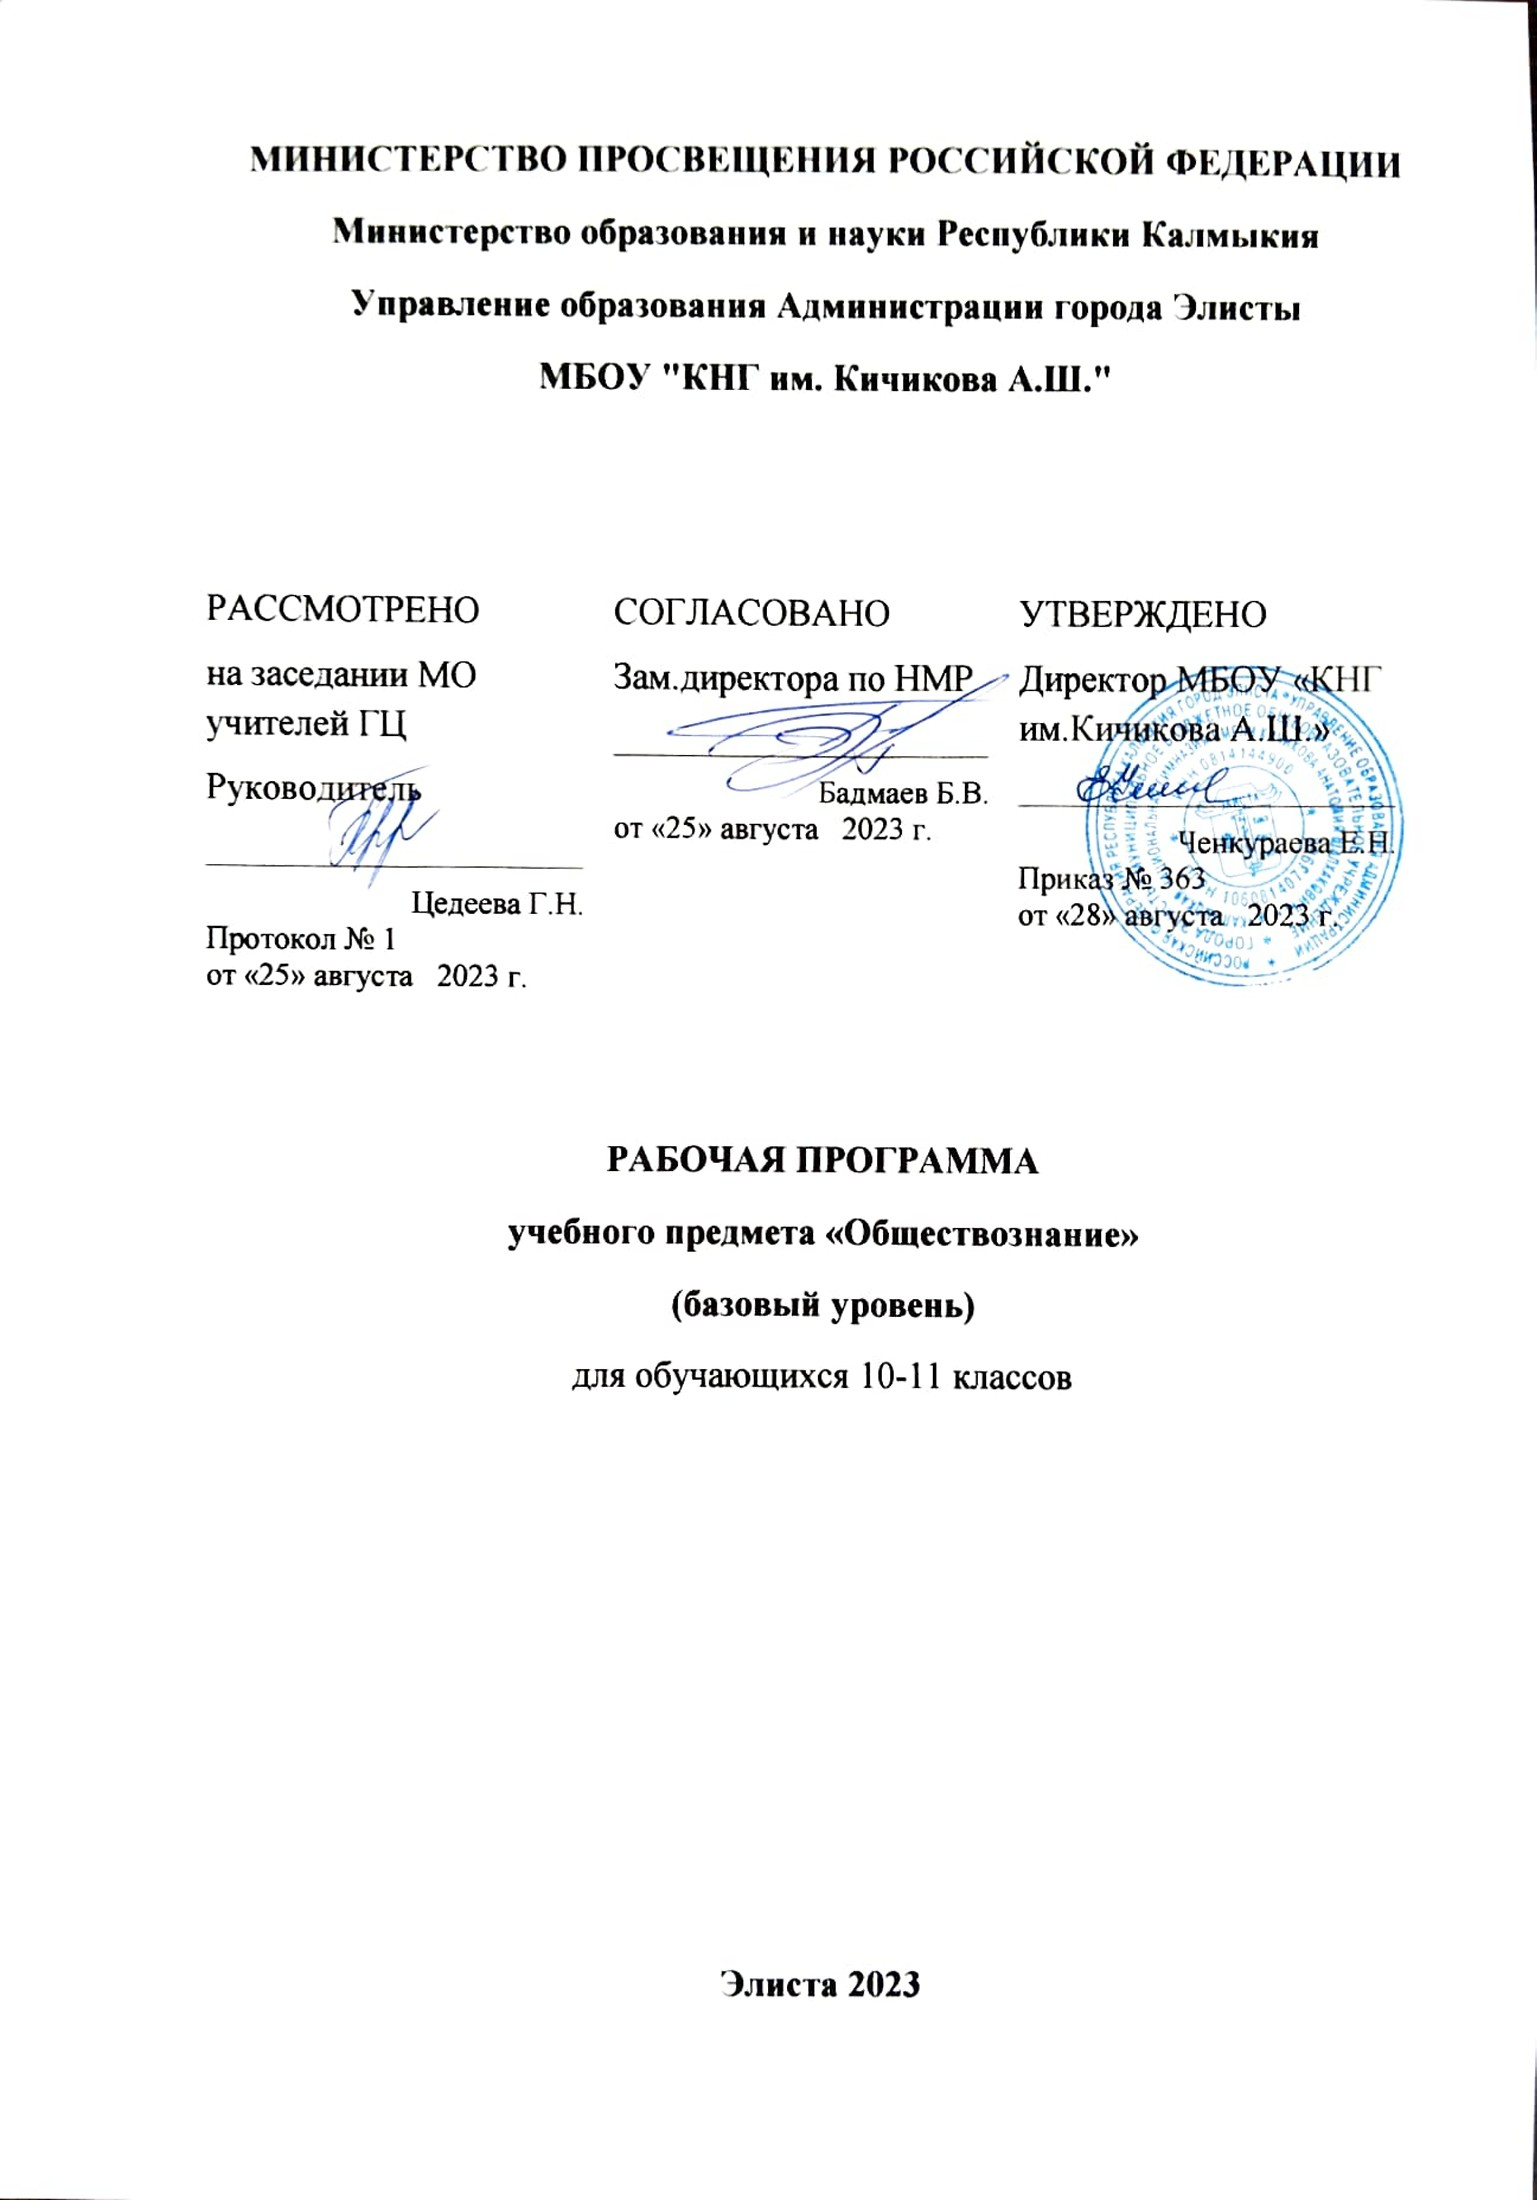 МИНИСТЕРСТВО ПРОСВЕЩЕНИЯ РОССИЙСКОЙ ФЕДЕРАЦИИ
Министерство образования и науки Республики Калмыкия
Управление образования Администрации города Элисты
МБОУ "КНГ им. Кичикова А.Ш."
РАССМОТРЕНО
на заседании МО
учителей ГЦ
Руководитель
Цедеева Г.Н.
Протокол № 1
от «25» августа 2023 г.
СОГЛАСОВАНО
Зам.директора по НМР
Бадмаев Б.В.
от «25» августа 2023 г.
УТВЕРЖДЕНО
Директор МБОУ «КНГ
им.Кичикова А.Ш.»
Ченкураева Е.Н.
Приказ № 363
от «28» августа 2023 г.
РАБОЧАЯ ПРОГРАММА
учебного предмета «Обществознание»
(базовый уровень)
для обучающихся 10-11 классов
Элиста 2023